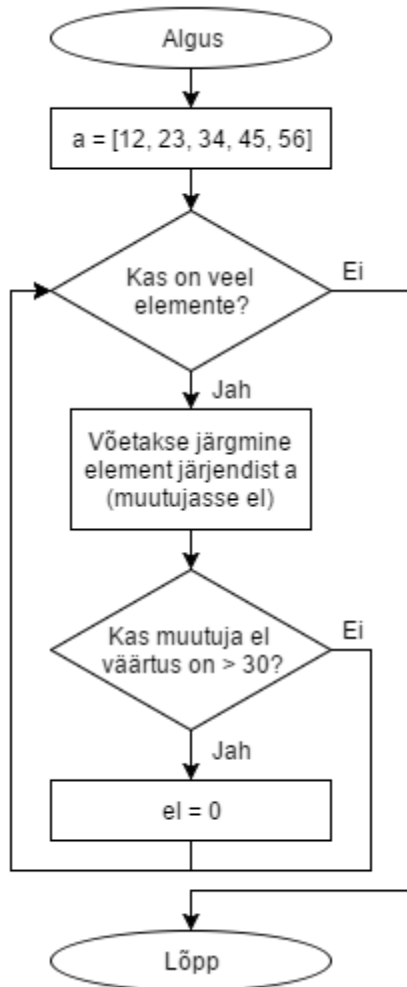 Algus
a = [12, 23, 34, 45, 56]
Kas on veel
elemente?
Ei
Jah
Võetakse järgmine
element järjendist a
(muutujasse el)
Kas muutuja el
väärtus on > 30?
Ei
Jah
el = 0
Lõpp